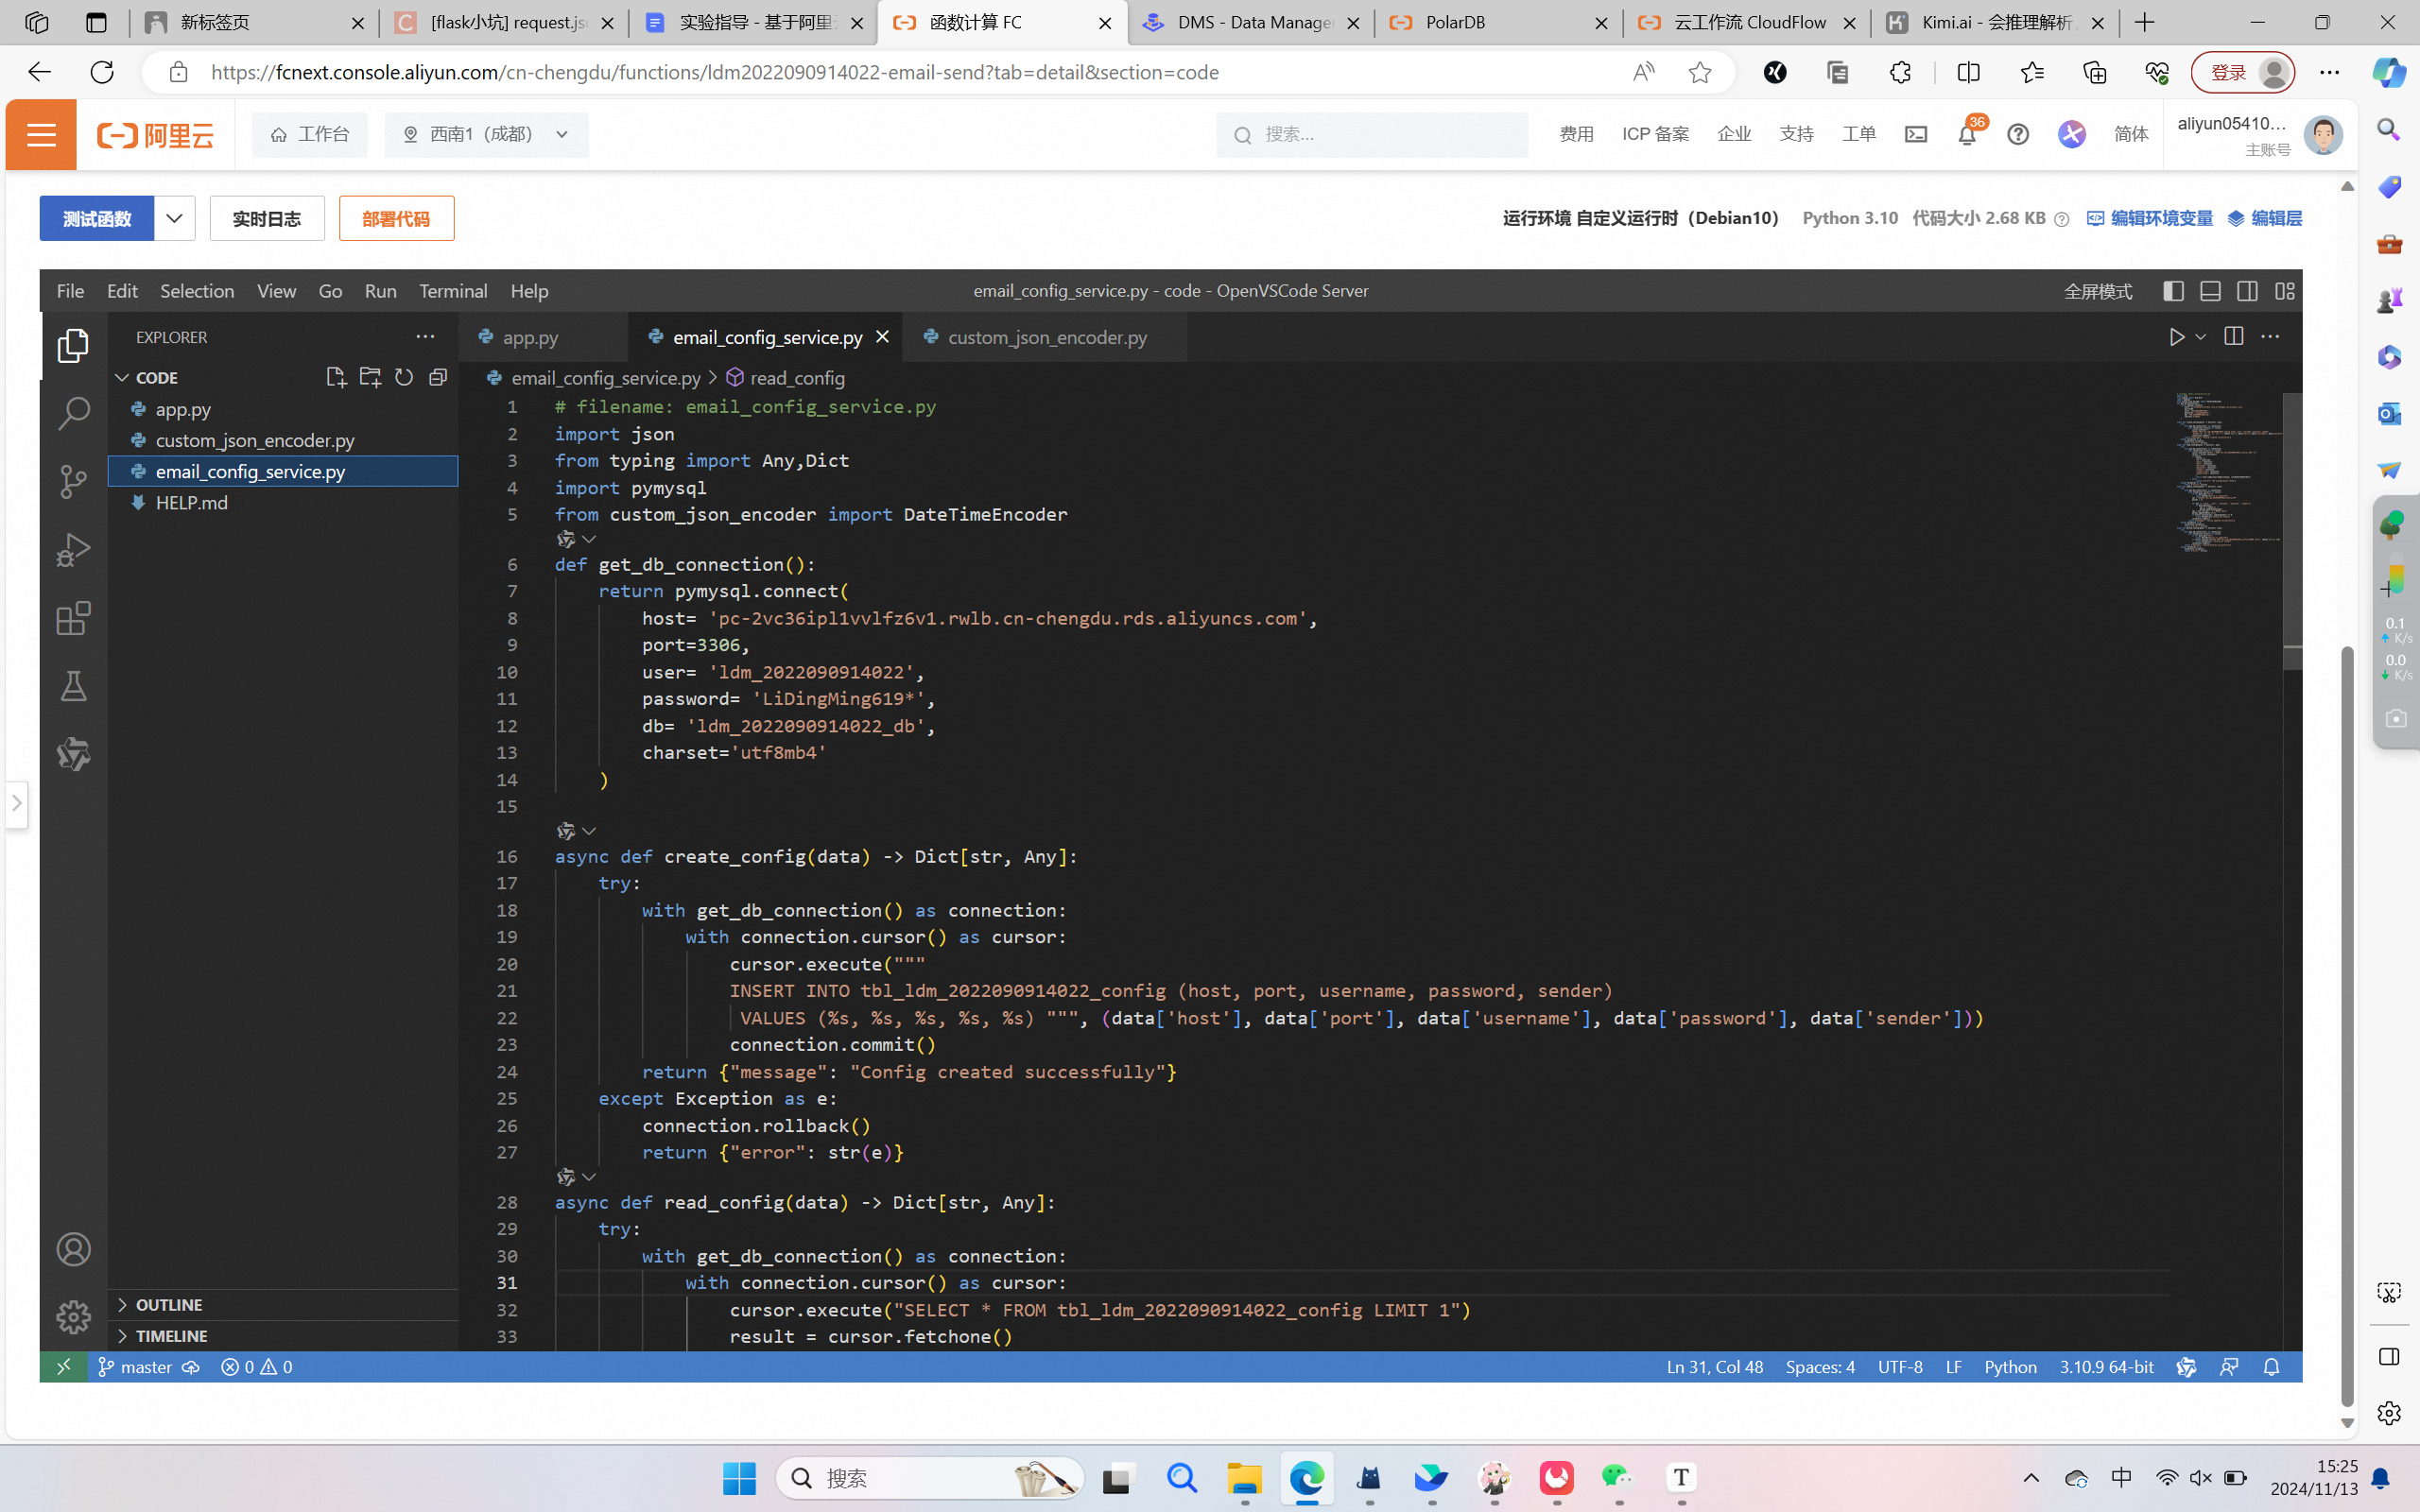 新标签页
[flask小坑] request.js
实验指导 - 基于阿里
函数计算 FC
DMS - Data Manage
PolarDB
云工作流 CloudFlow
Kimi.ai - 会推理解析
https://fcnext.console.aliyun.com/cn-chengdu/functions/ldm2022090914022-email-send?tab=detail&section=code
登录
阿里云
工作台
西南1（成都）
搜索...
费用
ICP 备案
企业
支持
工单
36
简体
aliyun05410...
主账号
测试函数
实时日志
部署代码
运行环境 自定义运行时（Debian10）
Python 3.10
代码大小 2.68 KB
编辑环境变量
编辑层
File Edit Selection View Go Run Terminal Help
email_config_service.py - code - OpenVSCode Server
全屏模式
EXPLORER
app.py
email_config_service.py
custom_json_encoder.py
CODE
app.py
custom_json_encoder.py
email_config_service.py
HELP.md
OUTLINE
TIMELINE
email_config_service.py > read_config
1 # filename: email_config_service.py
2 import json
3 from typing import Any,Dict
4 import pymysql
5 from custom_json_encoder import DateTimeEncoder
6 def get_db_connection():
7 return pymysql.connect(
8 host= 'pc-2vc36ipl1vvlfz6v1.rwlb.cn-chengdu.rds.aliyuncs.com',
9 port=3306,
10 user= 'ldm_2022090914022',
11 password= 'LiDingMing619*',
12 db= 'ldm_2022090914022_db',
13 charset='utf8mb4'
14 )
15
16 async def create_config(data) -> Dict[str, Any]:
17 try:
18 with get_db_connection() as connection:
19 with connection.cursor() as cursor:
20 cursor.execute("""
21 INSERT INTO tbl_ldm_2022090914022_config (host, port, username, password, sender)
22 VALUES (%s, %s, %s, %s, %s) """, (data['host'], data['port'], data['username'], data['password'], data['sender']))
23 connection.commit()
24 return {"message": "Config created successfully"}
25 except Exception as e:
26 connection.rollback()
27 return {"error": str(e)}
28 async def read_config(data) -> Dict[str, Any]:
29 try:
30 with get_db_connection() as connection:
31 with connection.cursor() as cursor:
32 cursor.execute("SELECT * FROM tbl_ldm_2022090914022_config LIMIT 1")
33 result = cursor.fetchone()
master
0
0
Ln 31, Col 48
Spaces: 4
UTF-8
LF
Python
3.10.9 64-bit
0.1
K/s
0.0
K/s
搜索
中
15:25
2024/11/13